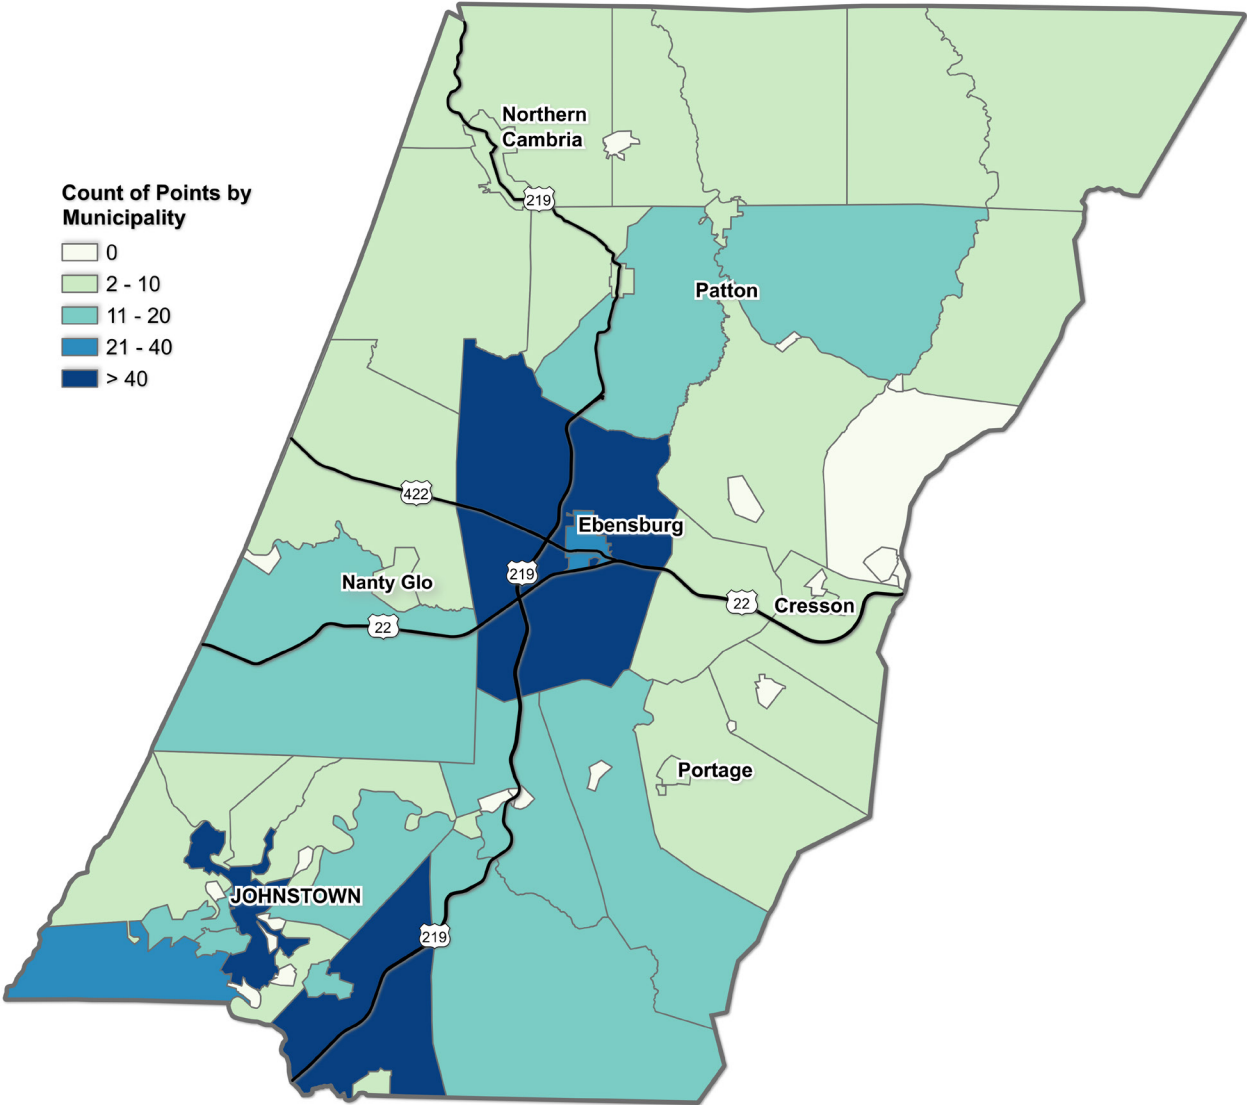 Northern
Cambria
219
Count of Points by
Municipality
0
2 - 10
11 - 20
21 - 40
> 40
Patton
422
Ebensburg
219
Nanty Glo
22
Cresson
22
Portage
JOHNSTOWN
219